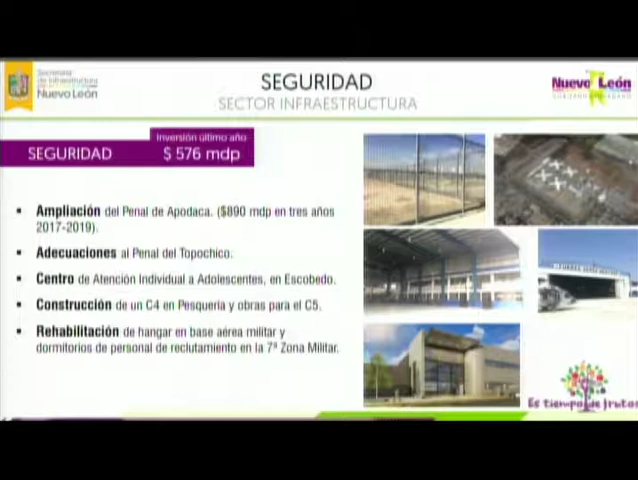 Secretaría
de Infraestructura
Nuevo León
SEGURIDAD
SECTOR INFRAESTRUCTURA
Nuevo León
SEGURIDAD
Inversión último año
$ 576 mdp
▪ Ampliación del Penal de Apodaca. ($890 mdp en tres años
2017-2019).
▪ Adecuaciones al Penal del Topochico.
▪ Centro de Atención Individual a Adolescentes, en Escobedo.
▪ Construcción de un C4 en Pesquería y obras para el C5.
▪ Rehabilitación de hangar en base aérea militar y
dormitorios de personal de reclutamiento en la 7ª Zona Militar.
Es tiempo de frutos